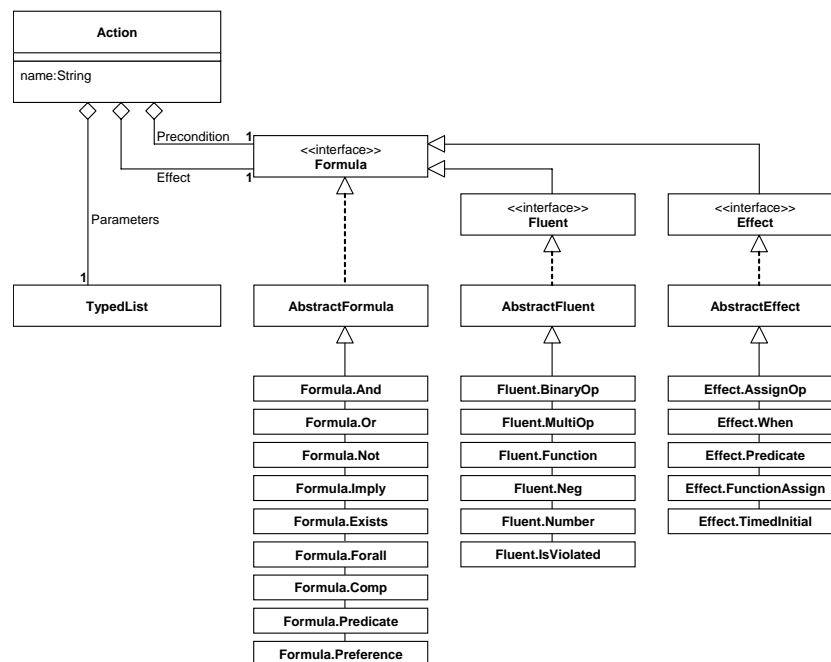 Action
name:String
Precondition 1
Effect 1
Parameters
1
<<interface>>
Formula
<<interface>>
Fluent
<<interface>>
Effect
TypedList
AbstractFormula
AbstractFluent
AbstractEffect
Formula.And
Formula.Or
Formula.Not
Formula.Imply
Formula.Exists
Formula.Forall
Formula.Comp
Formula.Predicate
Formula.Preference
Fluent.BinaryOp
Fluent.MultiOp
Fluent.Function
Fluent.Neg
Fluent.Number
Fluent.IsViolated
Effect.AssignOp
Effect.When
Effect.Predicate
Effect.FunctionAssign
Effect.TimedInitial